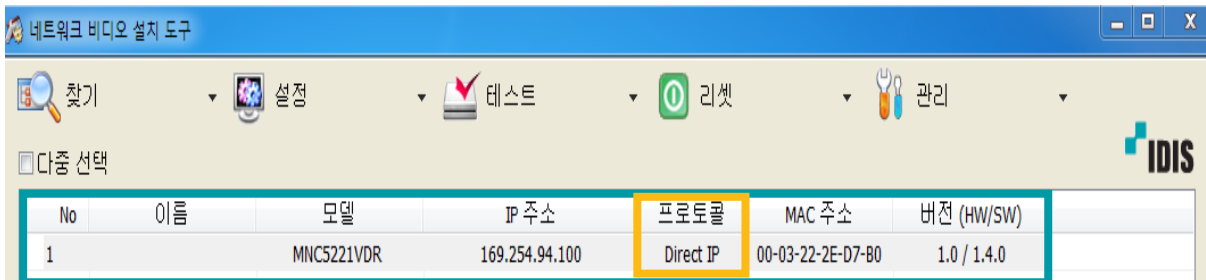 네트워크 비디오 설치 도구
찾기 설정 테스트 리셋 관리
다중 선택
IDIS
No 이름 모델 IP 주소 프로토콜 MAC 주소 버전 (HW/SW)
1 MNC5221VDR 169.254.94.100 Direct IP 00-03-22-2E-D7-B0 1.0 / 1.4.0